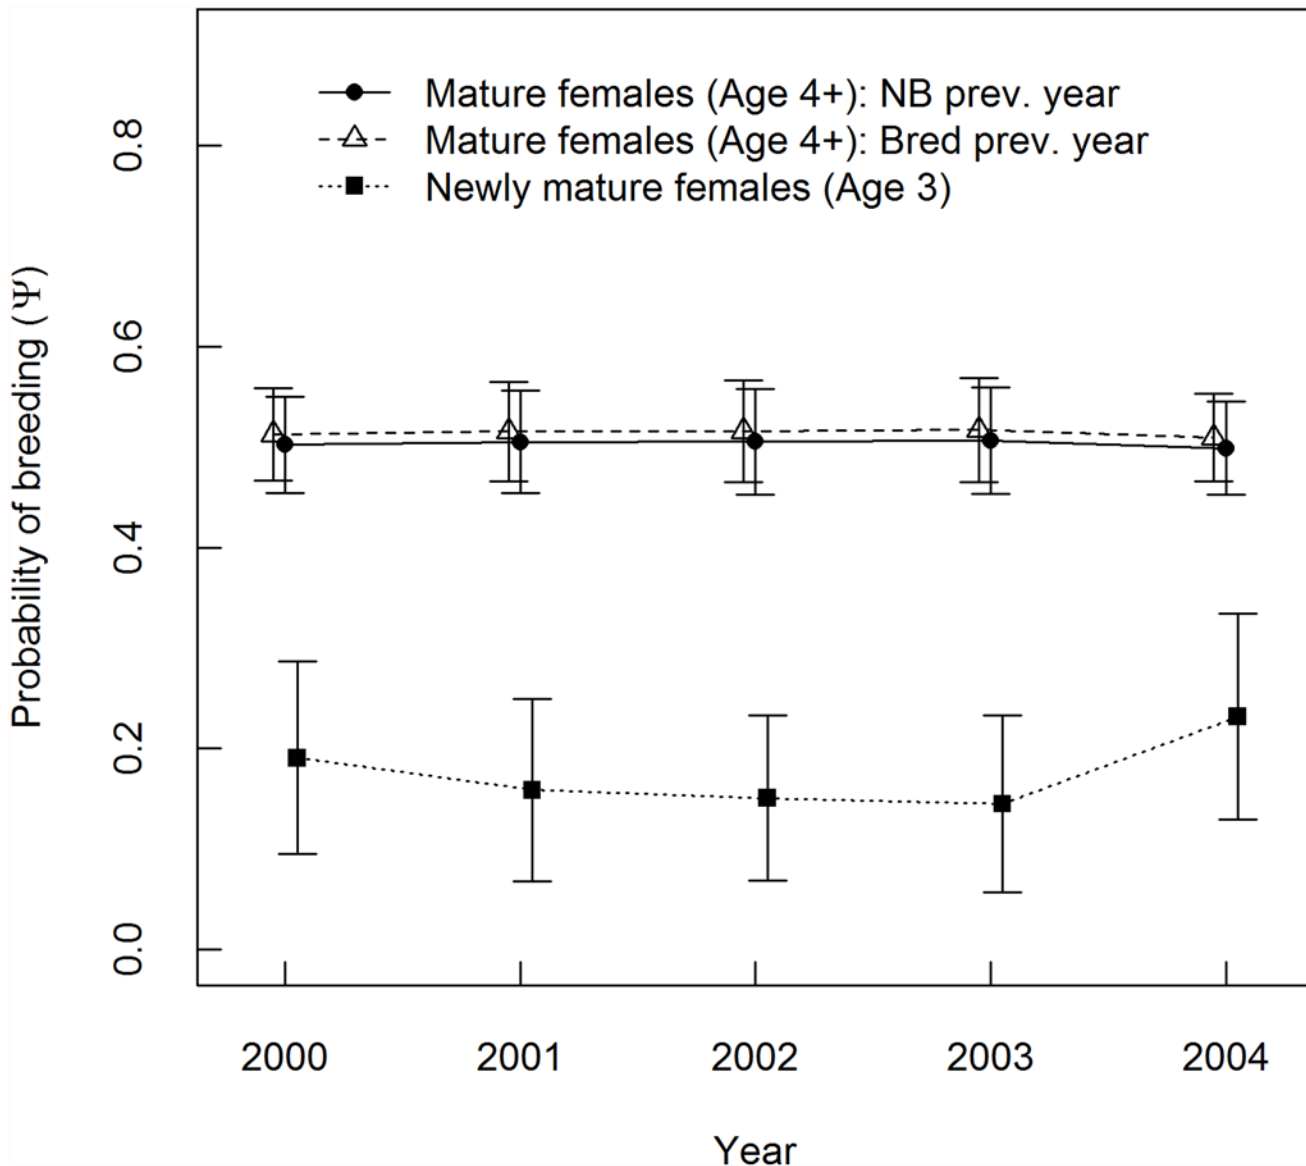 Mature females (Age 4+): NB prev. year
Mature females (Age 4+): Bred prev. year
Newly mature females (Age 3)
Probability of breeding (Ψ)
0.8
0.6
0.4
0.2
0.0
2000 2001 2002 2003 2004
Year